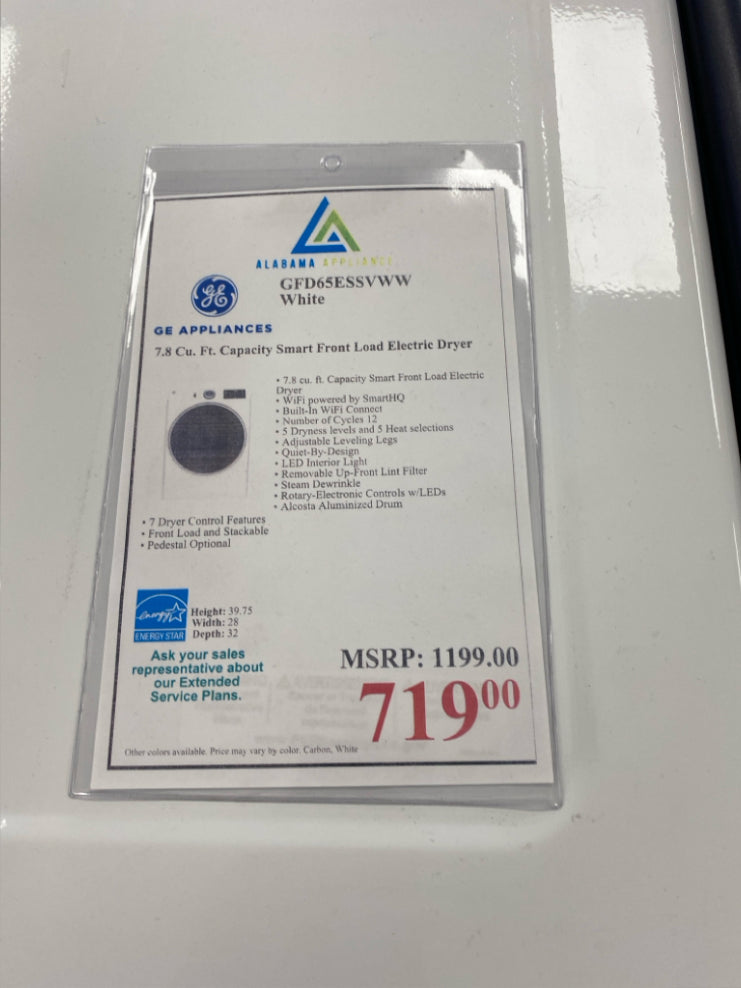 ALABAMA APPLIANCE
GE
GFD65ESSVWW
White
GE APPLIANCES
7.8 Cu. Ft. Capacity Smart Front Load Electric Dryer
• 7.8 cu. ft. Capacity Smart Front Load Electric
Dryer
• WiFi powered by SmartHQ
• Built-In WiFi Connect
• Number of Cycles 12
• 5 Dryness levels and 5 Heat selections
• Adjustable Leveling Legs
• Quiet-By-Design
• LED Interior Light
• Removable Up-Front Lint Filter
• Steam Dewrinkle
• Rotary-Electronic Controls w/LEDs
• Alcosta Aluminized Drum
• 7 Dryer Control Features
• Front Load and Stackable
• Pedestal Optional
energy
ENERGY STAR
Height: 39.75
Width: 28
Depth: 32
Ask your sales
representative about
our Extended
Service Plans.
MSRP: 1199.00
71900
Other colors available. Price may vary by color. Carbon, White